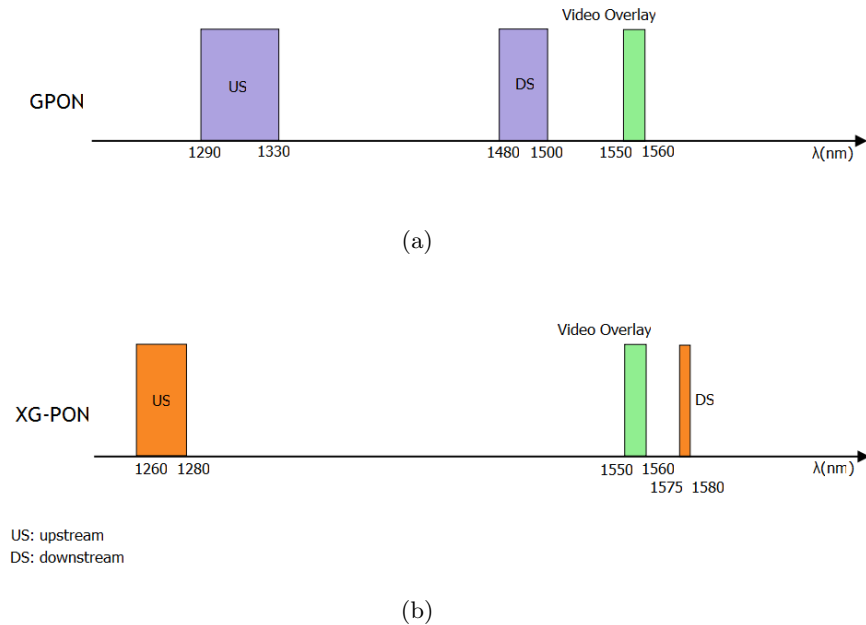 Video Overlay
US
DS
GPON
1290 1330 1480 1500 1550 1560 λ(nm)
(a)
Video Overlay
US
DS
XG-PON
1260 1280 1550 1560 λ(nm)
1575 1580
US: upstream
DS: downstream
(b)